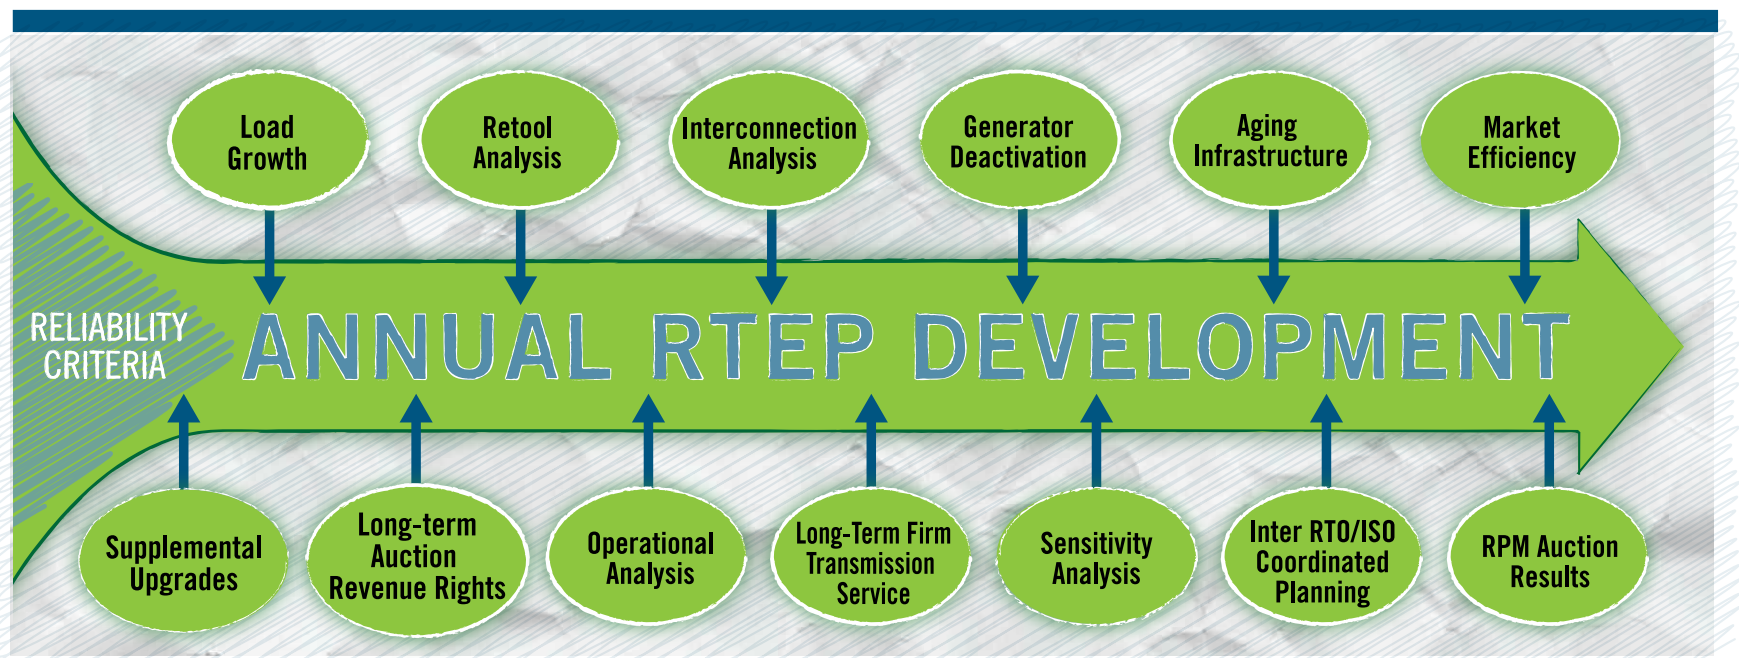 Load
Growth
Retool
Analysis
Interconnection
Analysis
Generator
Deactivation
Aging
Infrastructure
Market
Efficiency
RELIABILITY
CRITERIA
ANNUAL RTEP DEVELOPMENT
Supplemental
Upgrades
Long-term
Auction
Revenue Rights
Operational
Analysis
Long-Term Firm
Transmission
Service
Sensitivity
Analysis
Inter RTO/ISO
Coordinated
Planning
RPM Auction
Results